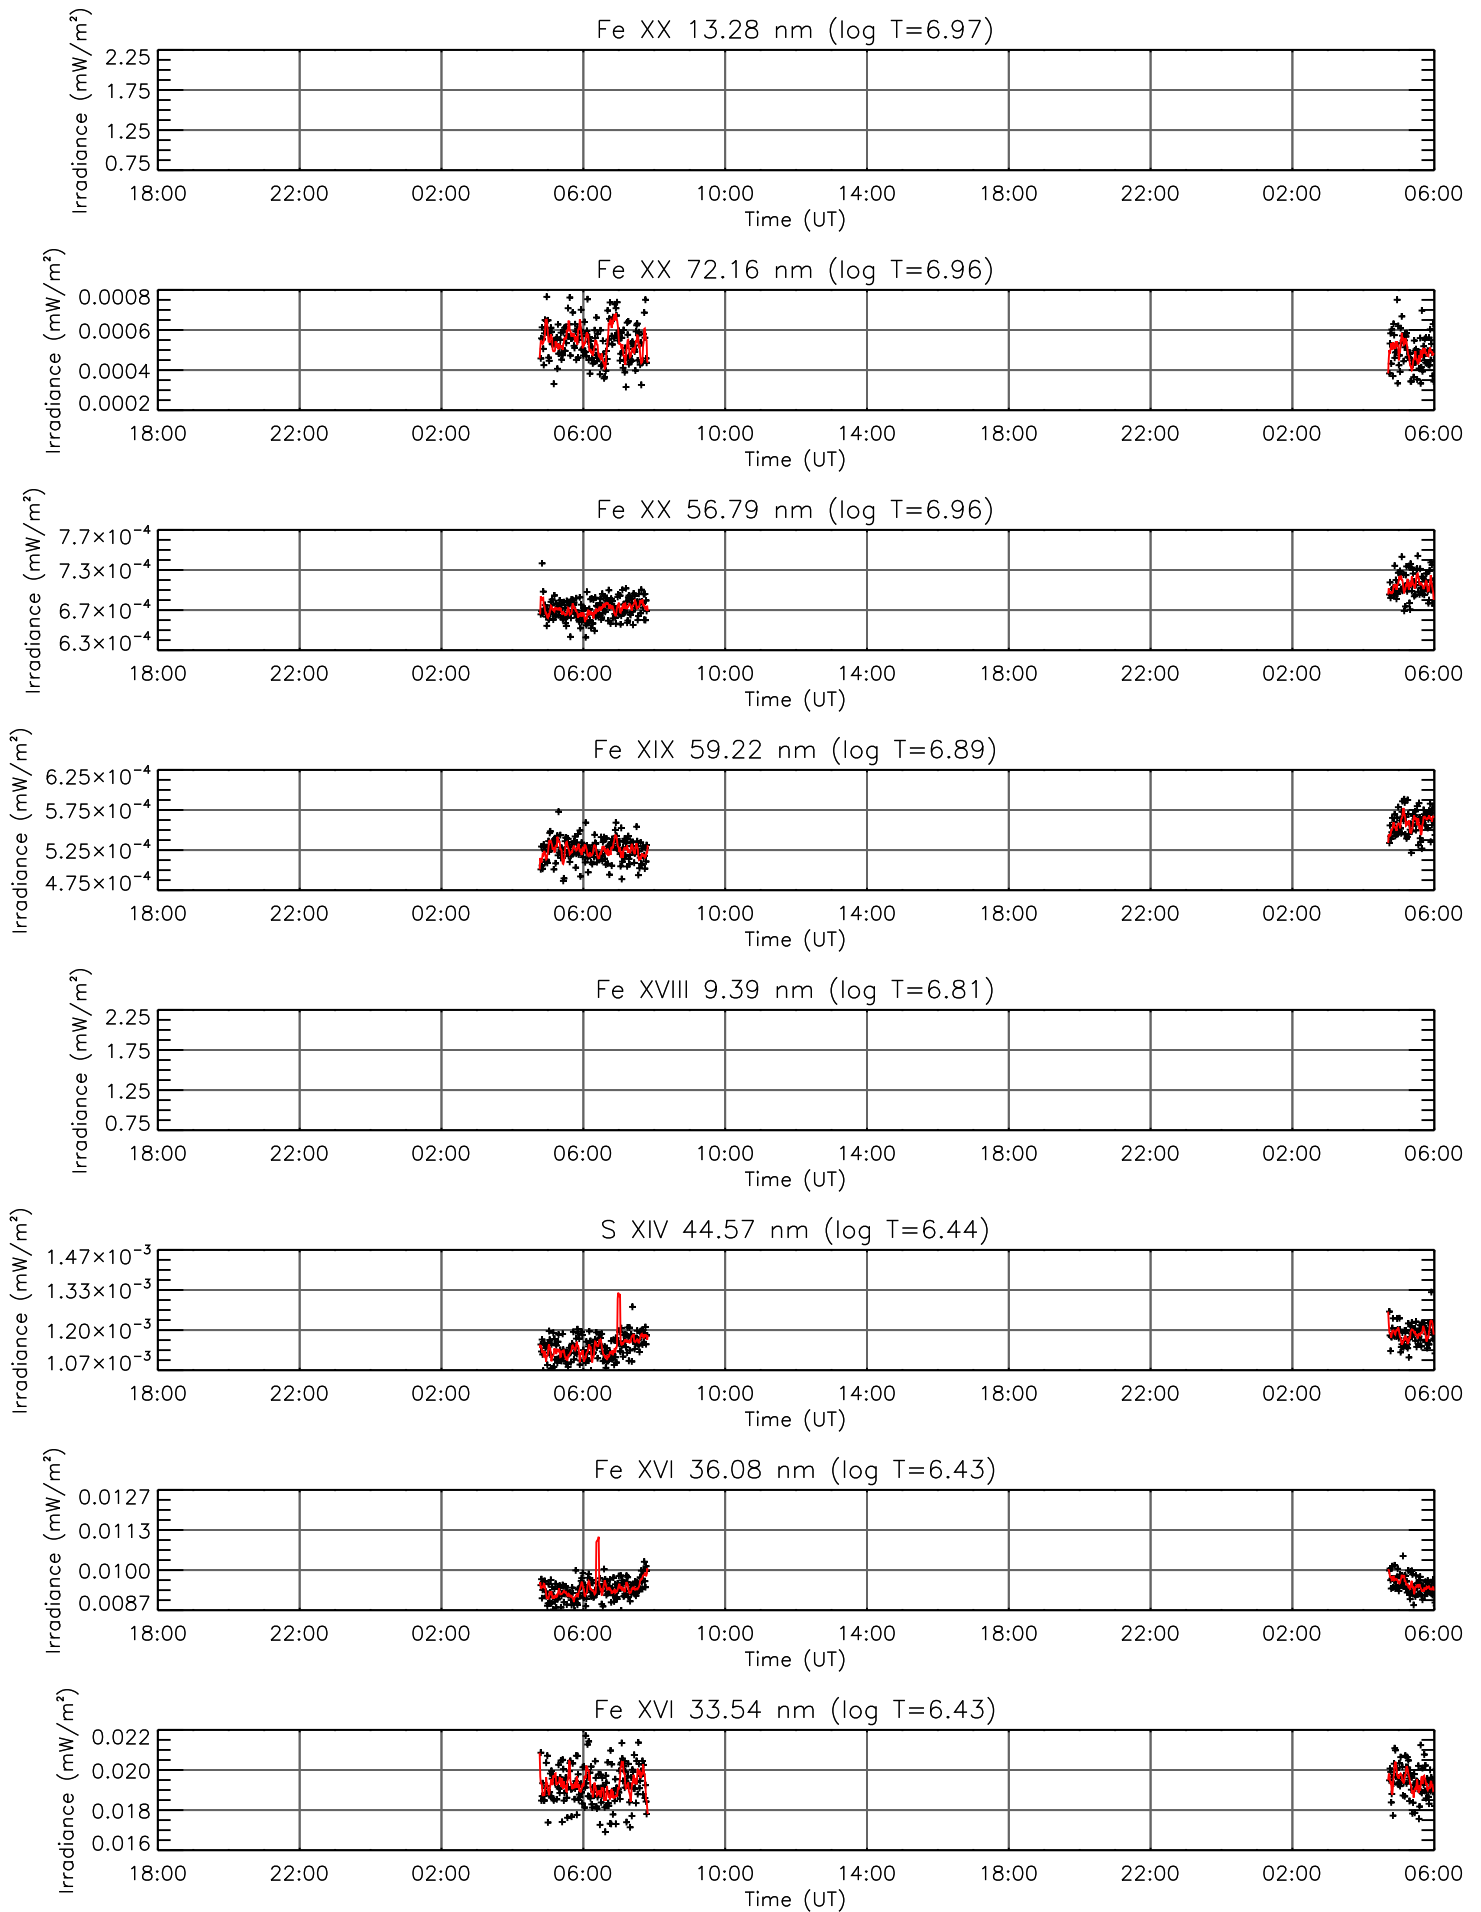 Fe XX 13.28 nm (log T=6.97)
Irradiance (mW/m²)
2.25
1.75
1.25
0.75
18:00 22:00 02:00 06:00 10:00 14:00 18:00 22:00 02:00 06:00
Time (UT)
Fe XX 72.16 nm (log T=6.96)
Irradiance (mW/m²)
0.0008
0.0006
0.0004
0.0002
18:00 22:00 02:00 06:00 10:00 14:00 18:00 22:00 02:00 06:00
Time (UT)
Fe XX 56.79 nm (log T=6.96)
Irradiance (mW/m²)
7.7×10⁻⁴
7.3×10⁻⁴
6.7×10⁻⁴
6.3×10⁻⁴
18:00 22:00 02:00 06:00 10:00 14:00 18:00 22:00 02:00 06:00
Time (UT)
Fe XIX 59.22 nm (log T=6.89)
Irradiance (mW/m²)
6.25×10⁻⁴
5.75×10⁻⁴
5.25×10⁻⁴
4.75×10⁻⁴
18:00 22:00 02:00 06:00 10:00 14:00 18:00 22:00 02:00 06:00
Time (UT)
Fe XVIII 9.39 nm (log T=6.81)
Irradiance (mW/m²)
2.25
1.75
1.25
0.75
18:00 22:00 02:00 06:00 10:00 14:00 18:00 22:00 02:00 06:00
Time (UT)
S XIV 44.57 nm (log T=6.44)
Irradiance (mW/m²)
1.47×10⁻³
1.33×10⁻³
1.20×10⁻³
1.07×10⁻³
18:00 22:00 02:00 06:00 10:00 14:00 18:00 22:00 02:00 06:00
Time (UT)
Fe XVI 36.08 nm (log T=6.43)
Irradiance (mW/m²)
0.0127
0.0113
0.0100
0.0087
18:00 22:00 02:00 06:00 10:00 14:00 18:00 22:00 02:00 06:00
Time (UT)
Fe XVI 33.54 nm (log T=6.43)
Irradiance (mW/m²)
0.022
0.020
0.018
0.016
18:00 22:00 02:00 06:00 10:00 14:00 18:00 22:00 02:00 06:00
Time (UT)